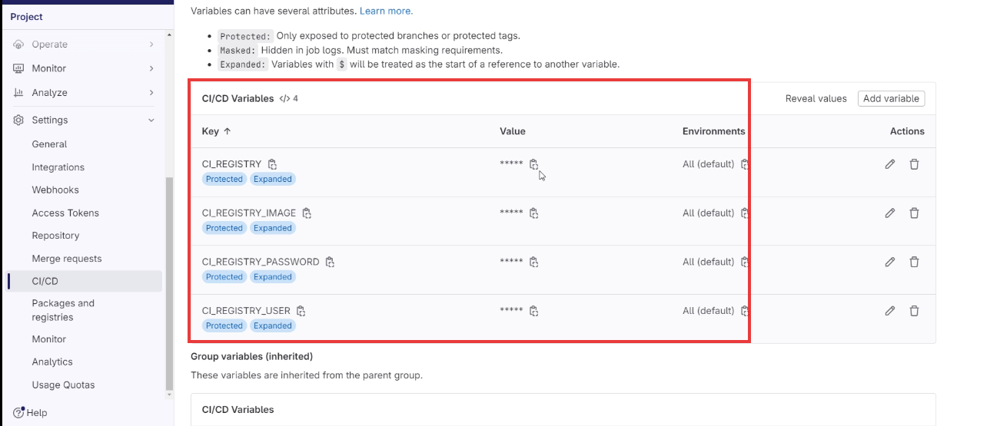 Project
Operate
Monitor
Analyze
Settings
General
Integrations
Webhooks
Access Tokens
Repository
Merge requests
CI/CD
Packages and
registries
Monitor
Analytics
Usage Quotas
Help
Variables can have several attributes. Learn more.
• Protected: Only exposed to protected branches or protected tags.
• Masked: Hidden in job logs. Must match masking requirements.
• Expanded: Variables with $ will be treated as the start of a reference to another variable.
CI/CD Variables </> 4 Reveal values Add variable
Key ↑ Value Environments Actions
CI_REGISTRY ***** All (default)
Protected Expanded
CI_REGISTRY_IMAGE ***** All (default)
Protected Expanded
CI_REGISTRY_PASSWORD ***** All (default)
Protected Expanded
CI_REGISTRY_USER ***** All (default)
Protected Expanded
Group variables (inherited)
These variables are inherited from the parent group.
CI/CD Variables